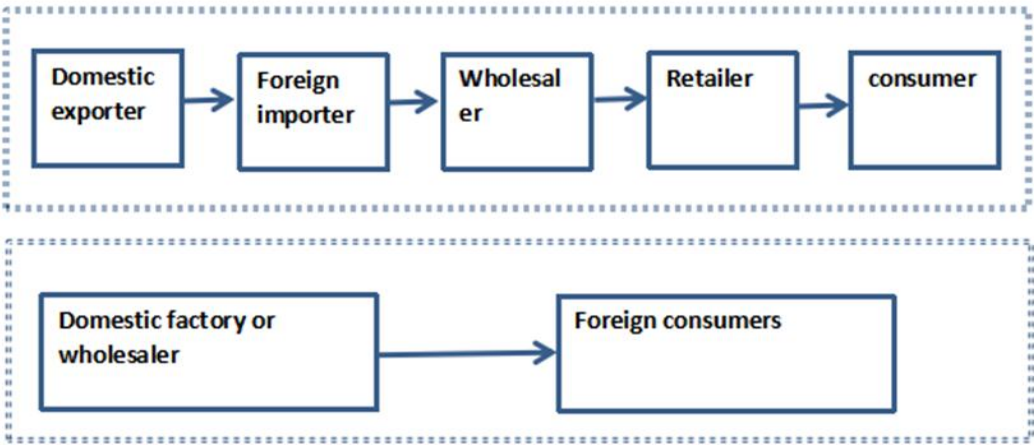 Domestic
exporter
Foreign
importer
Wholesal
er
Retailer
consumer
Domestic factory or
wholesaler
Foreign consumers